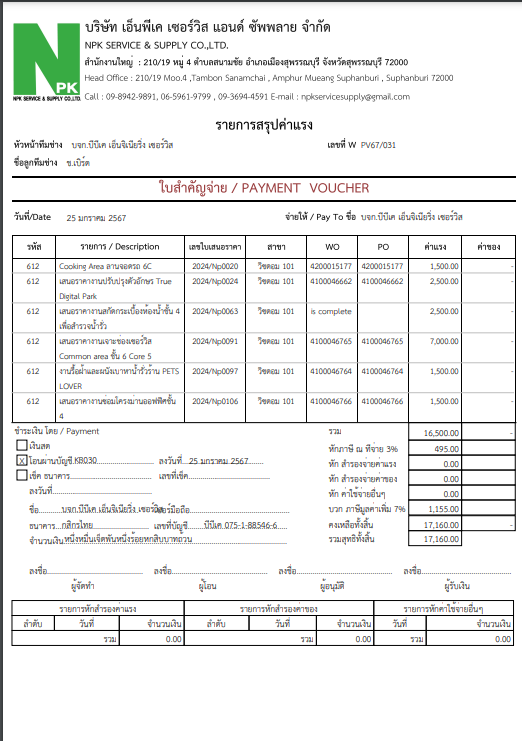 NPK
NPK SERVICE & SUPPLY CO.,LTD.
บริษัท เอ็นพีเค เซอร์วิส แอนด์ ซัพพลาย จำกัด
NPK SERVICE & SUPPLY CO.,LTD.
สำนักงานใหญ่ : 210/19 หมู่ 4 ตำบลสนามชัย อำเภอเมืองสุพรรณบุรี จังหวัดสุพรรณบุรี 72000
Head Office : 210/19 Moo.4 ,Tambon Sanamchai , Amphur Mueang Suphanburi , Suphanburi 72000
Call : 09-8942-9891, 06-5961-9799 , 09-3694-4591 E-mail : npkservicesupply@gmail.com
รายการสรุปค่าแรง
หัวหน้าทีมช่าง บจก.บีบีเค เอ็นจิเนียริ่ง เซอร์วิส เลขที่ W PV67/031
ชื่อลูกทีมช่าง ช.เบิร์ด
ใบสำคัญจ่าย / PAYMENT VOUCHER
วันที่/Date 25 มกราคม 2567 จ่ายให้ / Pay To ชื่อ บจก.บีบีเค เอ็นจิเนียริ่ง เซอร์วิส
รหัส รายการ / Description เลขใบเสนอราคา สาขา WO PO ค่าแรง ค่าของ
612 Cooking Area ลานจอดรถ 6C 2024/Np0020 วิซดอม 101 4200015177 4200015177 1,500.00 -
612 เสนอราคางานปรับปรุงตัวอักษร True Digital Park 2024/Np0024 วิซดอม 101 4100046662 4100046662 2,500.00 -
612 เสนอราคางานสกัดกระเบื้องห้องน้ำชั้น 4 เพื่อสำรวจน้ำรั่ว 2024/Np0063 วิซดอม 101 is complete 2,500.00 -
612 เสนอราคางานเจาะช่องเซอร์วิส Common area ชั้น 6 Core 5 2024/Np0091 วิซดอม 101 4100046765 4100046765 7,000.00 -
612 งานรื้อฝ้าและผนังเบาหาน้ำรั่วร้าน PETS LOVER 2024/Np0097 วิซดอม 101 4100046764 4100046764 1,500.00 -
612 เสนอราคางานซ่อมโครงม่านออฟฟิศชั้น 4 2024/Np0106 วิซดอม 101 4100046766 4100046766 1,500.00 -
ชำระเงิน โดย / Payment รวม 16,500.00 -
เงินสด หักภาษี ณ ที่จ่าย 3% 495.00
X โอนผ่านบัญชี KB030 ลงวันที่ 25 มกราคม 2567 หัก สำรองจ่ายค่าแรง 0.00
เช็ค ธนาคาร เลขที่เช็ค หัก สำรองจ่ายค่าของ 0.00
ลงวันที่ หัก ค่าใช้จ่ายอื่นๆ 0.00
ชื่อ บจก.บีบีเค เอ็นจิเนียริ่ง เซอร์วิส บวก ภาษีมูลค่าเพิ่ม 7% 1,155.00
ธนาคาร กสิกรไทย เลขที่บัญชี บีบีเค 075-1-88546-6 คงเหลือทั้งสิ้น 17,160.00 -
จำนวนเงิน หนึ่งหมื่นเจ็ดพันหนึ่งร้อยหกสิบบาทถ้วน รวมสุทธิทั้งสิ้น 17,160.00
ลงชื่อ ลงชื่อ ลงชื่อ ลงชื่อ
ผู้จัดทำ ผู้โอน ผู้อนุมัติ ผู้รับเงิน
รายการหักสำรองค่าแรง รายการหักสำรองค่าของ รายการหักค่าใช้จ่ายอื่นๆ
ลำดับ วันที่ จำนวนเงิน ลำดับ วันที่ จำนวนเงิน วันที่ จำนวนเงิน
รวม 0.00 รวม 0.00 รวม 0.00